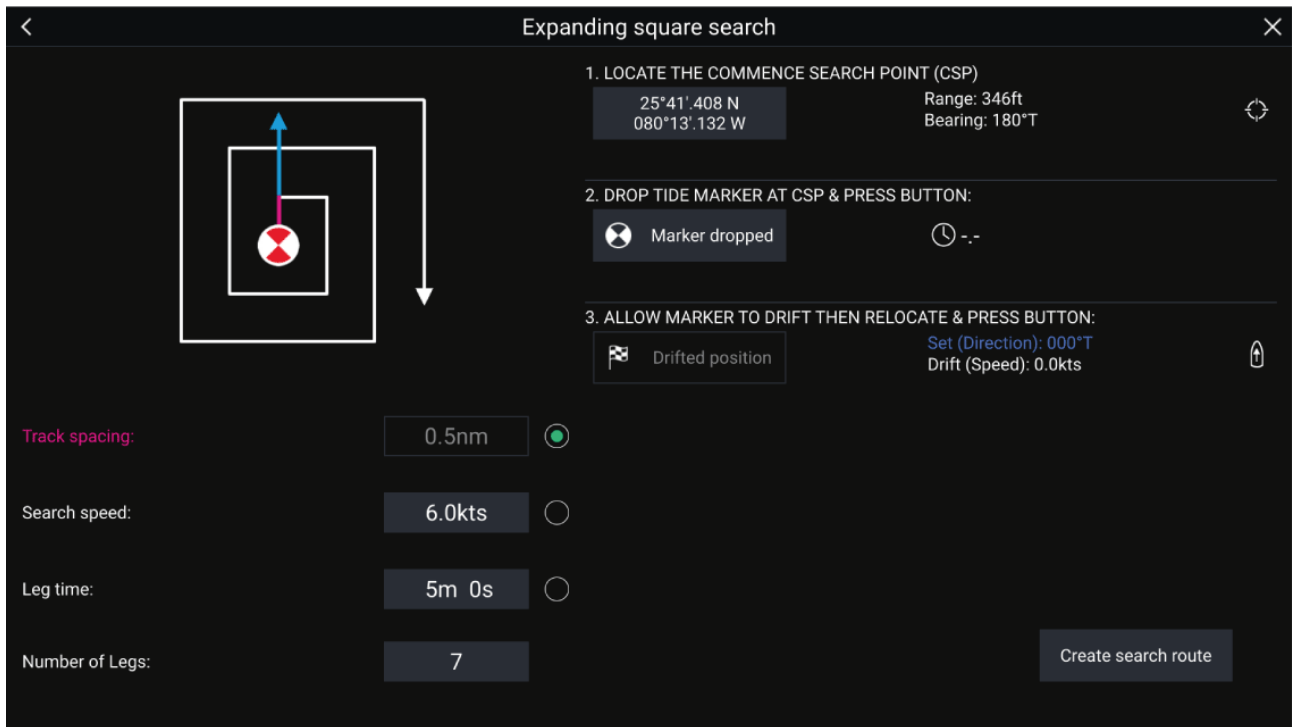 Expanding square search
1. LOCATE THE COMMENCE SEARCH POINT (CSP)
25°41'.408 N
080°13'.132 W
Range: 346ft
Bearing: 180°T
2. DROP TIDE MARKER AT CSP & PRESS BUTTON:
Marker dropped
-.-
3. ALLOW MARKER TO DRIFT THEN RELOCATE & PRESS BUTTON:
Drifted position
Set (Direction): 000°T
Drift (Speed): 0.0kts
Track spacing: 0.5nm
Search speed: 6.0kts
Leg time: 5m 0s
Number of Legs: 7
Create search route